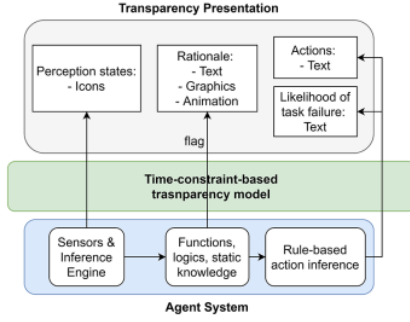 Transparency Presentation
Perception states:
- Icons
Rationale:
- Text
- Graphics
- Animation
Actions:
- Text
Likelihood of
task failure:
Text
flag
Time-constraint-based
trasnparency model
Sensors &
Inference
Engine
Functions,
logics, static
knowledge
Rule-based
action inference
Agent System